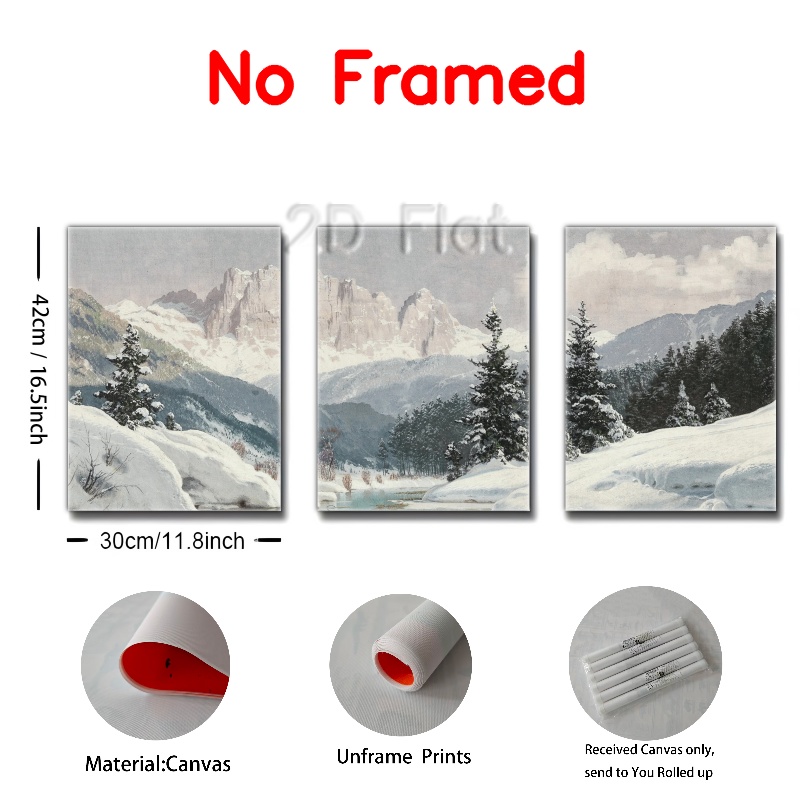 No Framed
2D Flat
42cm / 16.5inch
30cm/11.8inch
Material:Canvas
Unframe Prints
Received Canvas only,
send to You Rolled up